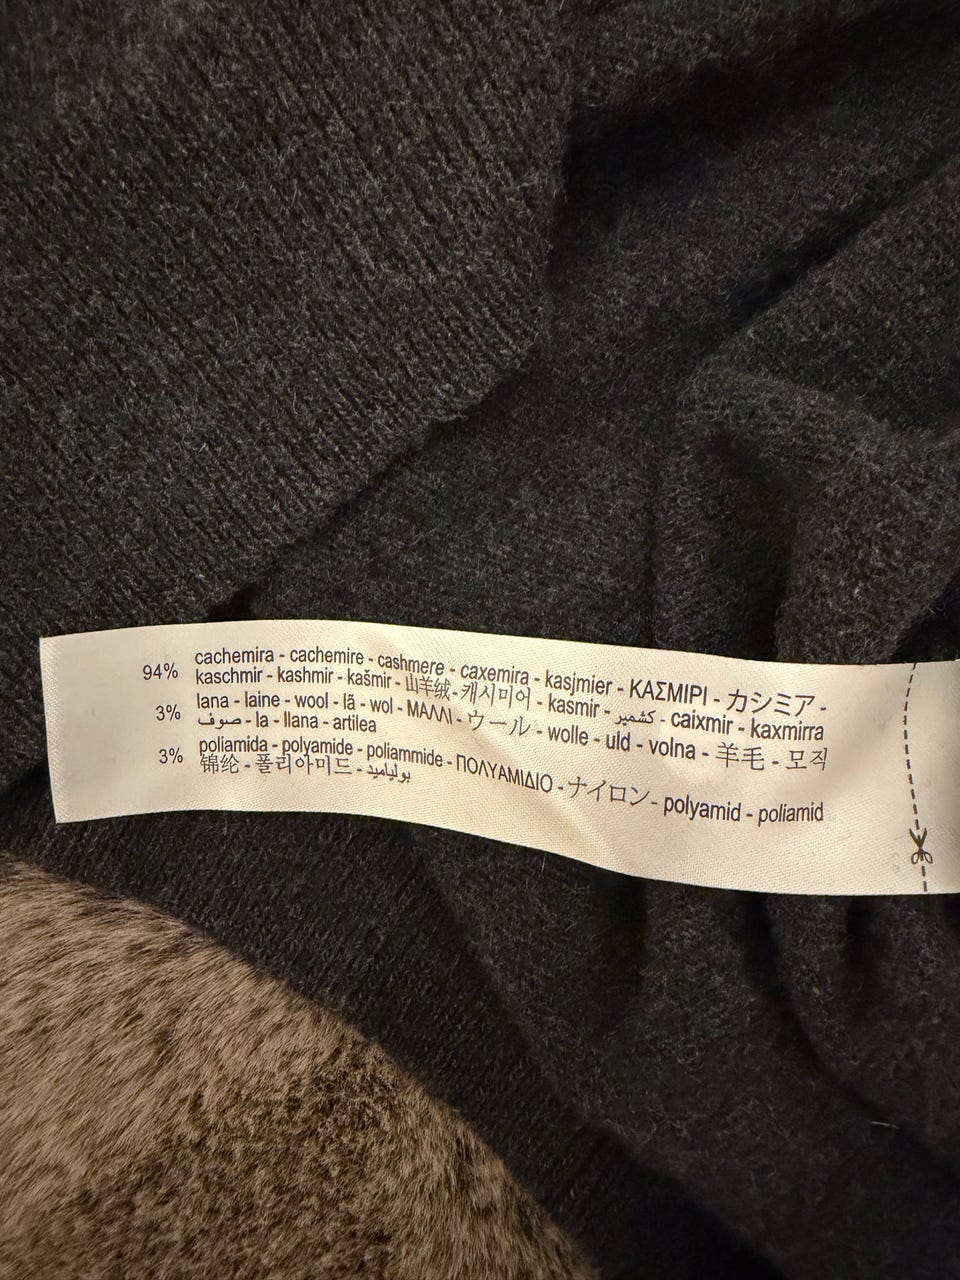 94% cachemira - cachemire - cashmere - caxemira - kasjmier - ΚΑΣΜΙΡΙ - カシミア -
kaschmir - kashmir - kašmir - 山羊绒 - 캐시미어 - kasmir - كشمير - caixmir - kaxmirra
3% lana - laine - wool - lã - wol - ΜΑΛΛΙ - ウール - wolle - uld - volna - 羊毛 - 모직
صوف - la - llana - artilea
3% poliamida - polyamide - poliammide - ΠΟΛΥΑΜΙΔΙΟ - ナイロン - polyamid - poliamid
锦纶 - 폴리아미드 - بولياميد